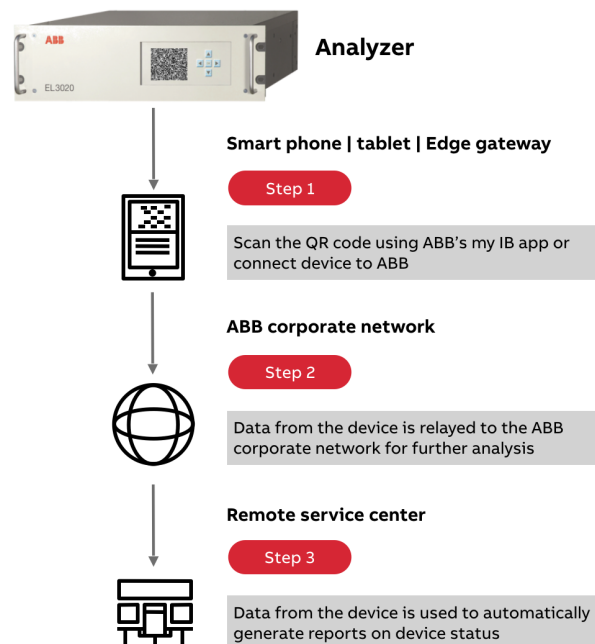 ABB
EL3020
Analyzer
Smart phone | tablet | Edge gateway
Step 1
Scan the QR code using ABB's my IB app or
connect device to ABB
ABB corporate network
Step 2
Data from the device is relayed to the ABB
corporate network for further analysis
Remote service center
Step 3
Data from the device is used to automatically
generate reports on device status